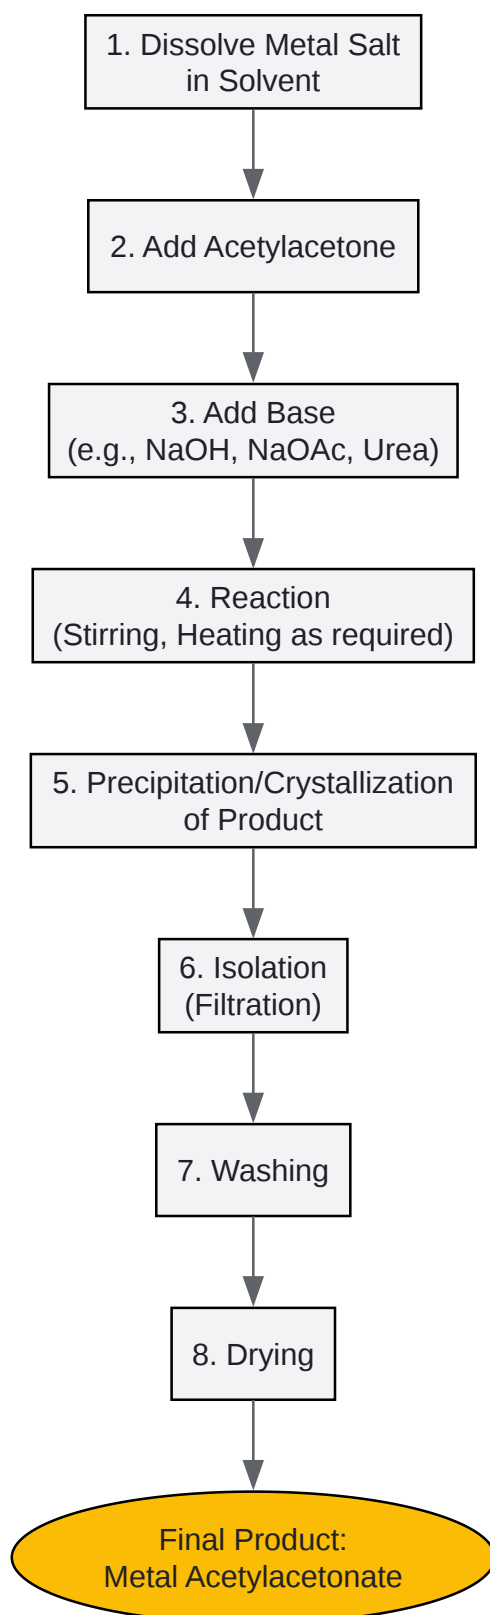 1. Dissolve Metal Salt
in Solvent
2. Add Acetylacetone
3. Add Base
(e.g., NaOH, NaOAc, Urea)
4. Reaction
(Stirring, Heating as required)
5. Precipitation/Crystallization
of Product
6. Isolation
(Filtration)
7. Washing
8. Drying
Final Product:
Metal Acetylacetonate